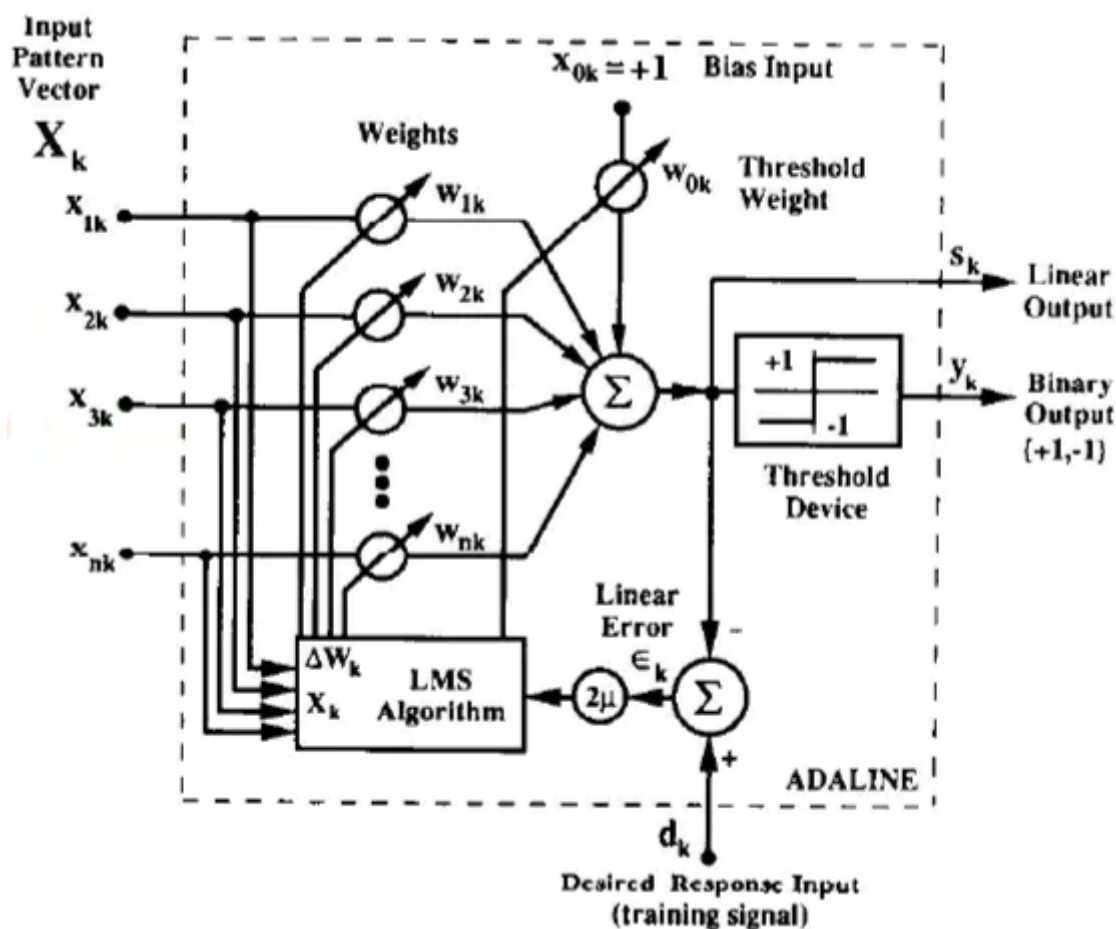 Input
Pattern
Vector
X_k
x_0k = +1 Bias Input
Weights
w_0k Threshold
Weight
x_1k w_1k
x_2k w_2k
x_3k w_3k
x_nk w_nk
Σ
s_k Linear
Output
+1
-1
y_k Binary
Output
{+1,-1}
Threshold
Device
Linear
Error
∈_k
ΔW_k
X_k
LMS
Algorithm
2μ
Σ
-
+
ADALINE
d_k
Desired Response Input
(training signal)